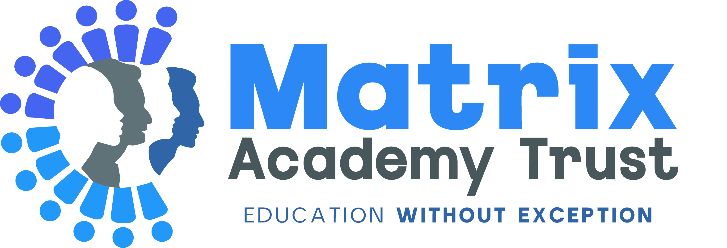 Matrix
Academy Trust
EDUCATION WITHOUT EXCEPTION